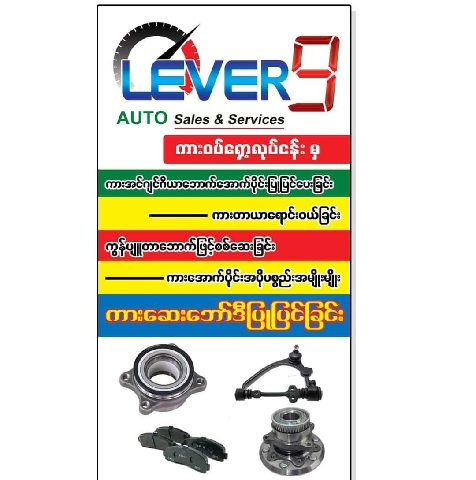 LEVER 9
AUTO Sales & Services
ကားဝပ်ရှော့လုပ်ငန်း မှ
ကားအင်ဂျင်ဂီယာဘောက်အောက်ပိုင်းပြုပြင်ပေးခြင်း
ကားတာယာရောင်းဝယ်ခြင်း
ကွန်ပျူတာဘောက်ဖြင့်စစ်ဆေးခြင်း
ကားအောက်ပိုင်းအပိုပစ္စည်းအမျိုးမျိုး
ကားဆေးဘော်ဒီပြုပြင်ခြင်း